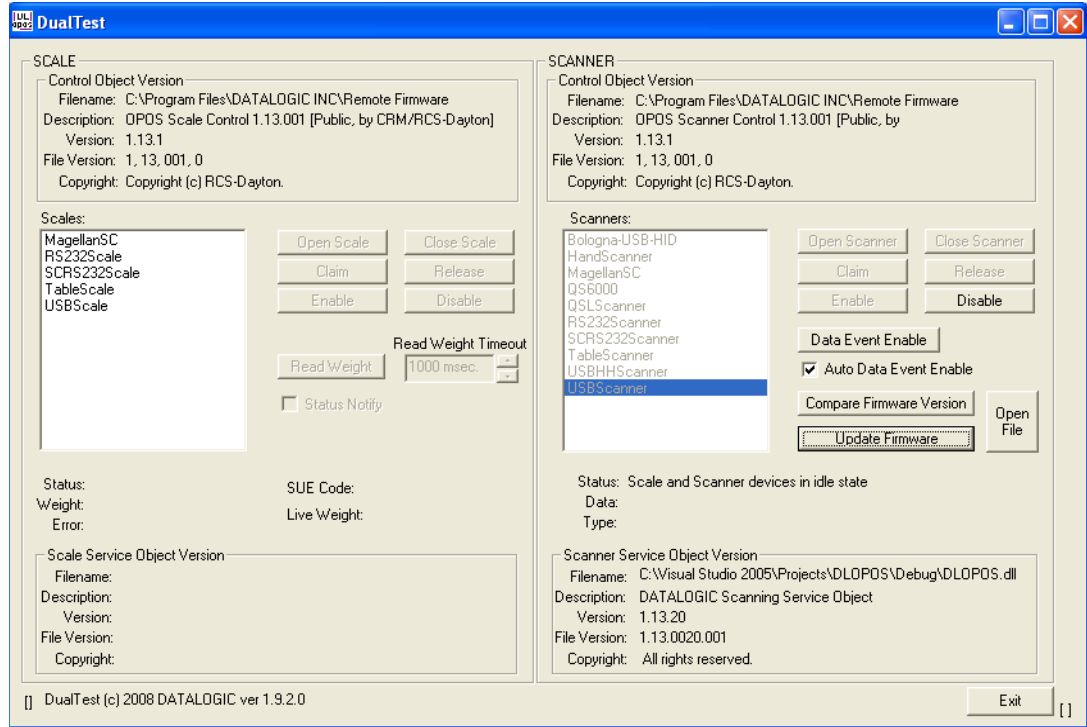 UL opos DualTest
SCALE
Control Object Version
Filename: C:\Program Files\DATALOGIC INC\Remote Firmware
Description: OPOS Scale Control 1.13.001 [Public, by CRM/RCS-Dayton]
Version: 1.13.1
File Version: 1, 13, 001, 0
Copyright: Copyright (c) RCS-Dayton.
Scales:
MagellanSC
RS232Scale
SCRS232Scale
TableScale
USBScale
Open Scale Close Scale
Claim Release
Enable Disable
Read Weight Timeout
Read Weight 1000 msec.
Status Notify
Status:
Weight:
Error:
SUE Code:
Live Weight:
Scale Service Object Version
Filename:
Description:
Version:
File Version:
Copyright:
SCANNER
Control Object Version
Filename: C:\Program Files\DATALOGIC INC\Remote Firmware
Description: OPOS Scanner Control 1.13.001 [Public, by
Version: 1.13.1
File Version: 1, 13, 001, 0
Copyright: Copyright (c) RCS-Dayton.
Scanners:
Bologna-USB-HID
HandScanner
MagellanSC
QS6000
QSLScanner
RS232Scanner
SCRS232Scanner
TableScanner
USBHHScanner
USBScanner
Open Scanner Close Scanner
Claim Release
Enable Disable
Data Event Enable
Auto Data Event Enable
Compare Firmware Version
Update Firmware
Open
File
Status: Scale and Scanner devices in idle state
Data:
Type:
Scanner Service Object Version
Filename: C:\Visual Studio 2005\Projects\DLOPOS\Debug\DLOPOS.dll
Description: DATALOGIC Scanning Service Object
Version: 1.13.20
File Version: 1.13.0020.001
Copyright: All rights reserved.
[] DualTest (c) 2008 DATALOGIC ver 1.9.2.0
Exit
[ ]